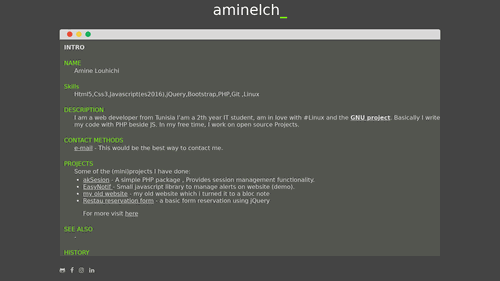 aminelch_
INTRO
NAME
Amine Louhichi
Skills
Html5,Css3,Javascript(es2016),jQuery,Bootstrap,PHP,Git ,Linux
DESCRIPTION
I am a web developer from Tunisia I'am a 2th year IT student, am in love with #Linux and the GNU project. Basically I write
my code with PHP beside JS. In my free time, I work on open source Projects.
CONTACT METHODS
e-mail - This would be the best way to contact me.
PROJECTS
Some of the (mini)projects I have done:
• akSesion - A simple PHP package , Provides session management functionality.
• EasyNotif - Small javascript library to manage alerts on website (demo).
• my old website - my old website which i turned it to a bloc note
• Restau reservation form - a basic form reservation using jQuery
For more visit here
SEE ALSO
-
HISTORY